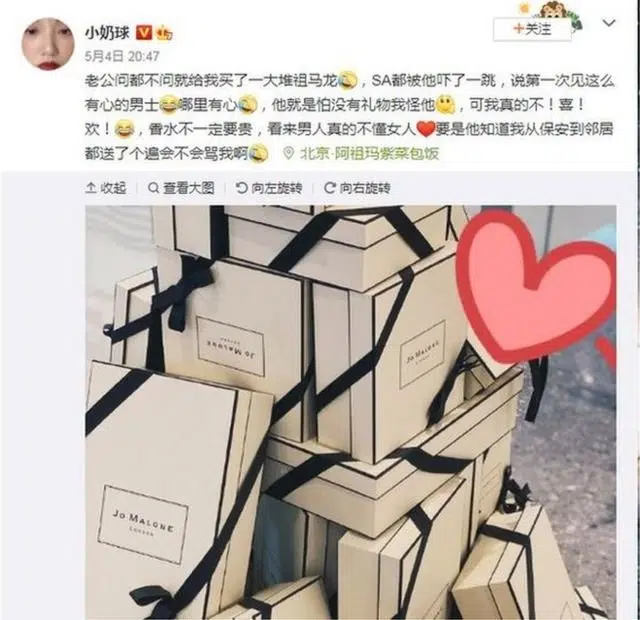 小奶球
5月4日 20:47
+关注
老公问都不问就给我买了一大堆祖马龙，SA都被他吓了一跳，说第一次见这么
有心的男士哪里有心，他就是怕没有礼物我怪他，可我真的不！喜！
欢！，香水不一定要贵，看来男人真的不懂女人要是他知道我从保安到邻居
都送了个遍会不会骂我啊 北京·阿祖玛紫菜包饭
收起 查看大图 向左旋转 向右旋转
JO MALONE
LONDON
JO MALONE
JO MALONE
LONDON